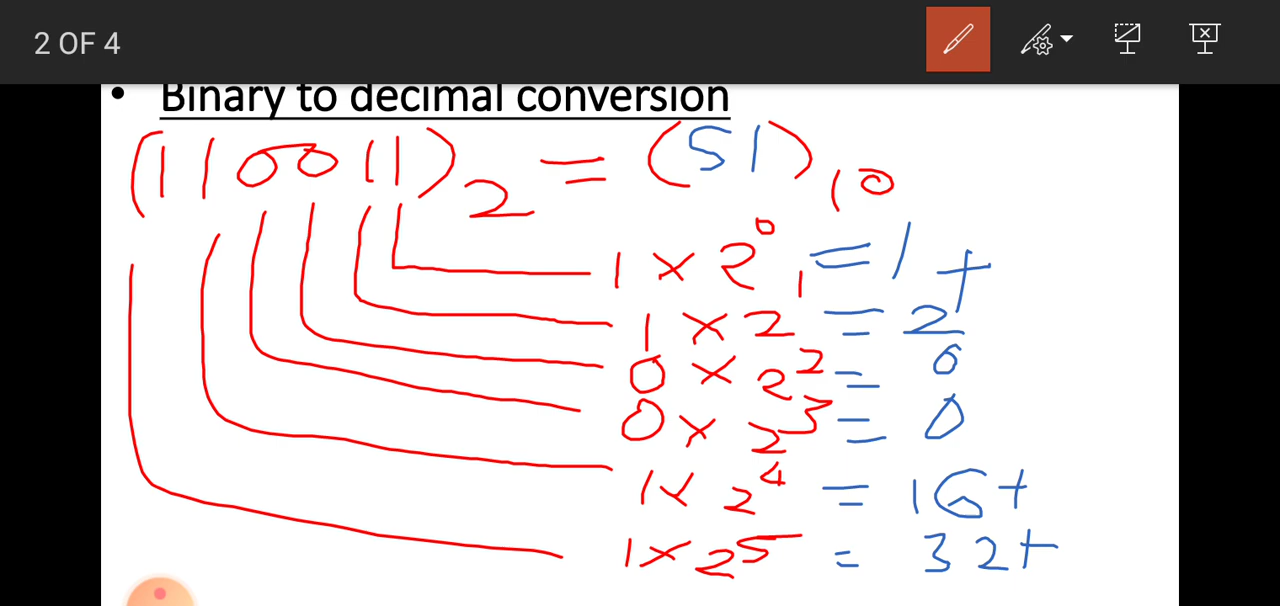 2 OF 4
• Binary to decimal conversion
(110011)₂ = (51)₁₀
1 × 2⁰ = 1 +
1 × 2¹ = 2
0 × 2² = 0
0 × 2³ = 0
1 × 2⁴ = 16 +
1 × 2⁵ = 32 +